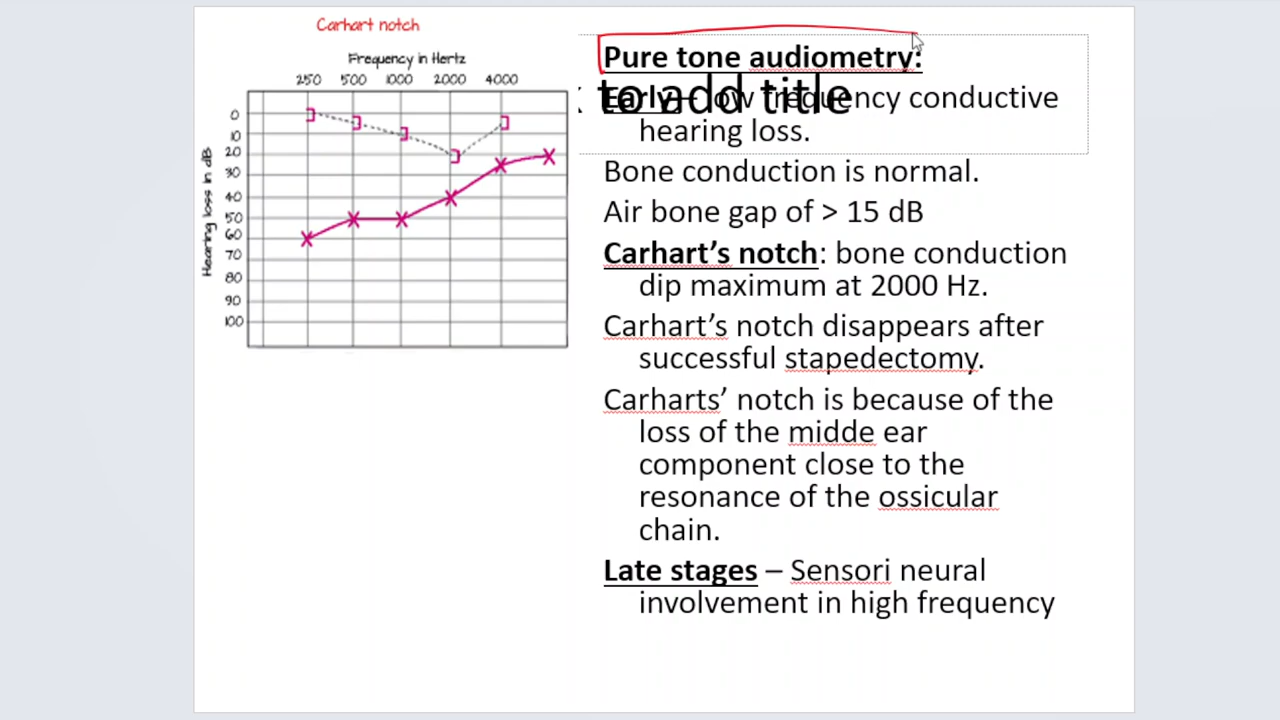 Carhart notch
Frequency in Hertz
250 500 1000 2000 4000
Hearing loss in dB
0
10
20
30
40
50
60
70
80
90
100
Pure tone audiometry:
to add title
Early – low frequency conductive
hearing loss.
Bone conduction is normal.
Air bone gap of > 15 dB
Carhart’s notch: bone conduction
dip maximum at 2000 Hz.
Carhart’s notch disappears after
successful stapedectomy.
Carharts’ notch is because of the
loss of the midde ear
component close to the
resonance of the ossicular
chain.
Late stages – Sensori neural
involvement in high frequency